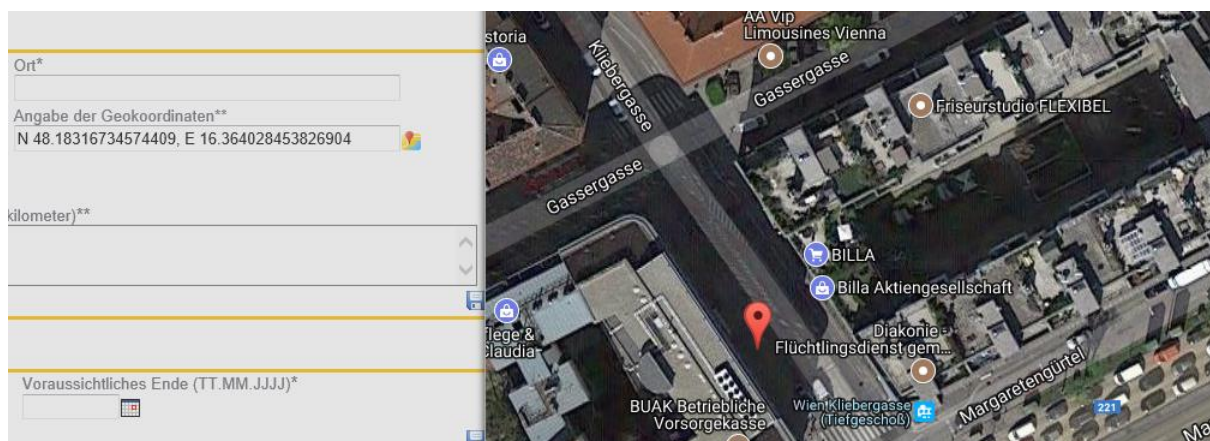 Ort*
Angabe der Geokoordinaten**
N 48.18316734574409, E 16.364028453826904
kilometer)**
Voraussichtliches Ende (TT.MM.JJJJ)*
storia
AA Vip
Limousines Vienna
Kliebergasse
Gassergasse
Friseurstudio FLEXIBEL
Gassergasse
BILLA
Billa Aktiengesellschaft
flege &
Claudia
Diakonie -
Flüchtlingsdienst gem...
BUAK Betriebliche
Vorsorgekasse
Wien Kliebergasse
(Tiefgeschoß)
Margaretengürtel
221
Ma